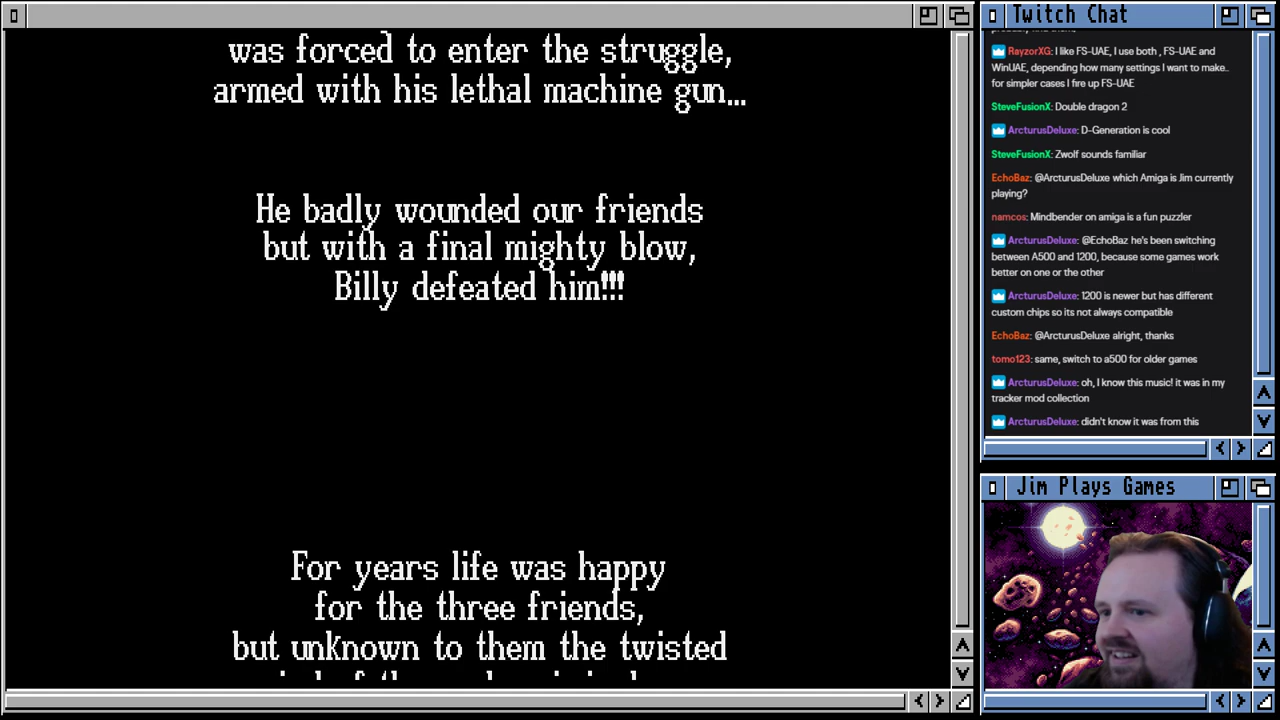 was forced to enter the struggle,
armed with his lethal machine gun...
He badly wounded our friends
but with a final mighty blow,
Billy defeated him!!!
For years life was happy
for the three friends,
but unknown to them the twisted
Twitch Chat
RayzorXG: I like FS-UAE, I use both , FS-UAE and
WinUAE, depending how many settings I want to make..
for simpler cases I fire up FS-UAE
SteveFusionX: Double dragon 2
ArcturusDeluxe: D-Generation is cool
SteveFusionX: Zwolf sounds familiar
EchoBaz: @ArcturusDeluxe which Amiga is Jim currently
playing?
namcos: Mindbender on amiga is a fun puzzler
ArcturusDeluxe: @EchoBaz he's been switching
between A500 and 1200, because some games work
better on one or the other
ArcturusDeluxe: 1200 is newer but has different
custom chips so its not always compatible
EchoBaz: @ArcturusDeluxe alright, thanks
tomo123: same, switch to a500 for older games
ArcturusDeluxe: oh, I know this music! it was in my
tracker mod collection
ArcturusDeluxe: didn't know it was from this
Jim Plays Games